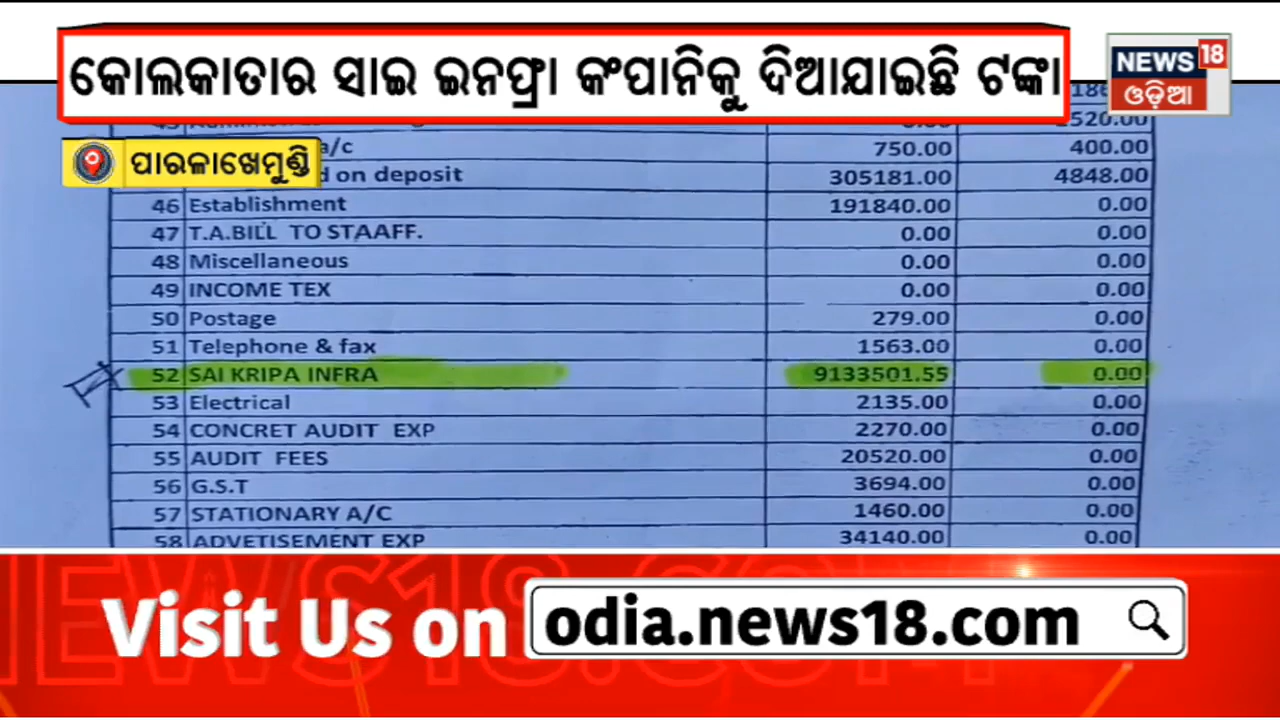 କୋଲକାତାର ସାଇ ଇନଫ୍ରା କଂପାନିକୁ ଦିଆଯାଇଛି ଟଙ୍କା
NEWS 18
ଓଡ଼ିଆ
ପାରଳାଖେମୁଣ୍ଡି
2520.00
a/c 750.00 400.00
on deposit 305181.00 4848.00
46 Establishment 191840.00 0.00
47 T.A.BILL TO STAAFF. 0.00 0.00
48 Miscellaneous 0.00 0.00
49 INCOME TEX 0.00 0.00
50 Postage 279.00 0.00
51 Telephone & fax 1563.00 0.00
52 SAI KRIPA INFRA 9133501.55 0.00
53 Electrical 2135.00 0.00
54 CONCRET AUDIT EXP 2270.00 0.00
55 AUDIT FEES 20520.00 0.00
56 G.S.T 3694.00 0.00
57 STATIONARY A/C 1460.00 0.00
58 ADVETISEMENT EXP 34140.00 0.00
Visit Us on odia.news18.com